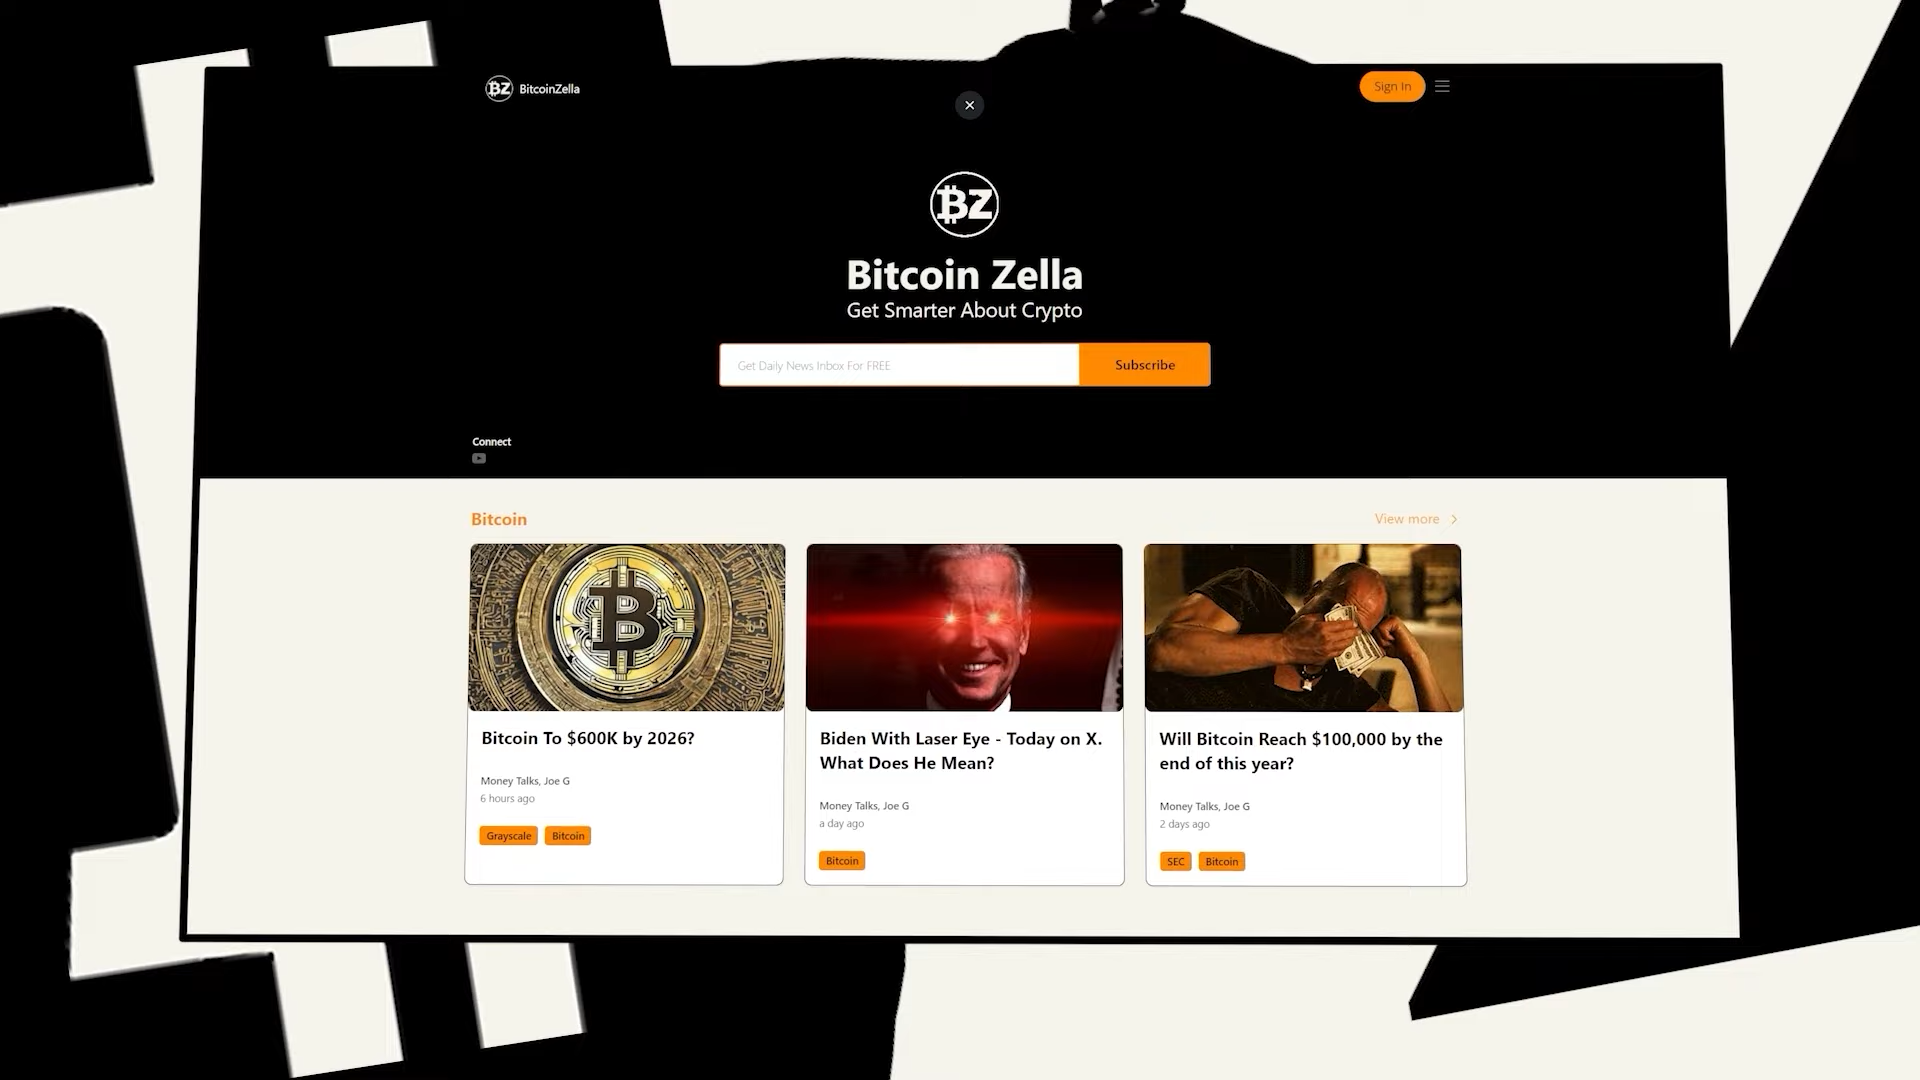 BZ BitcoinZella
Sign In
BZ
Bitcoin Zella
Get Smarter About Crypto
Get Daily News Inbox For FREE
Subscribe
Connect
Bitcoin
View more
Bitcoin To $600K by 2026?
Money Talks, Joe G
6 hours ago
Grayscale Bitcoin
Biden With Laser Eye - Today on X.
What Does He Mean?
Money Talks, Joe G
a day ago
Bitcoin
Will Bitcoin Reach $100,000 by the
end of this year?
Money Talks, Joe G
2 days ago
SEC Bitcoin